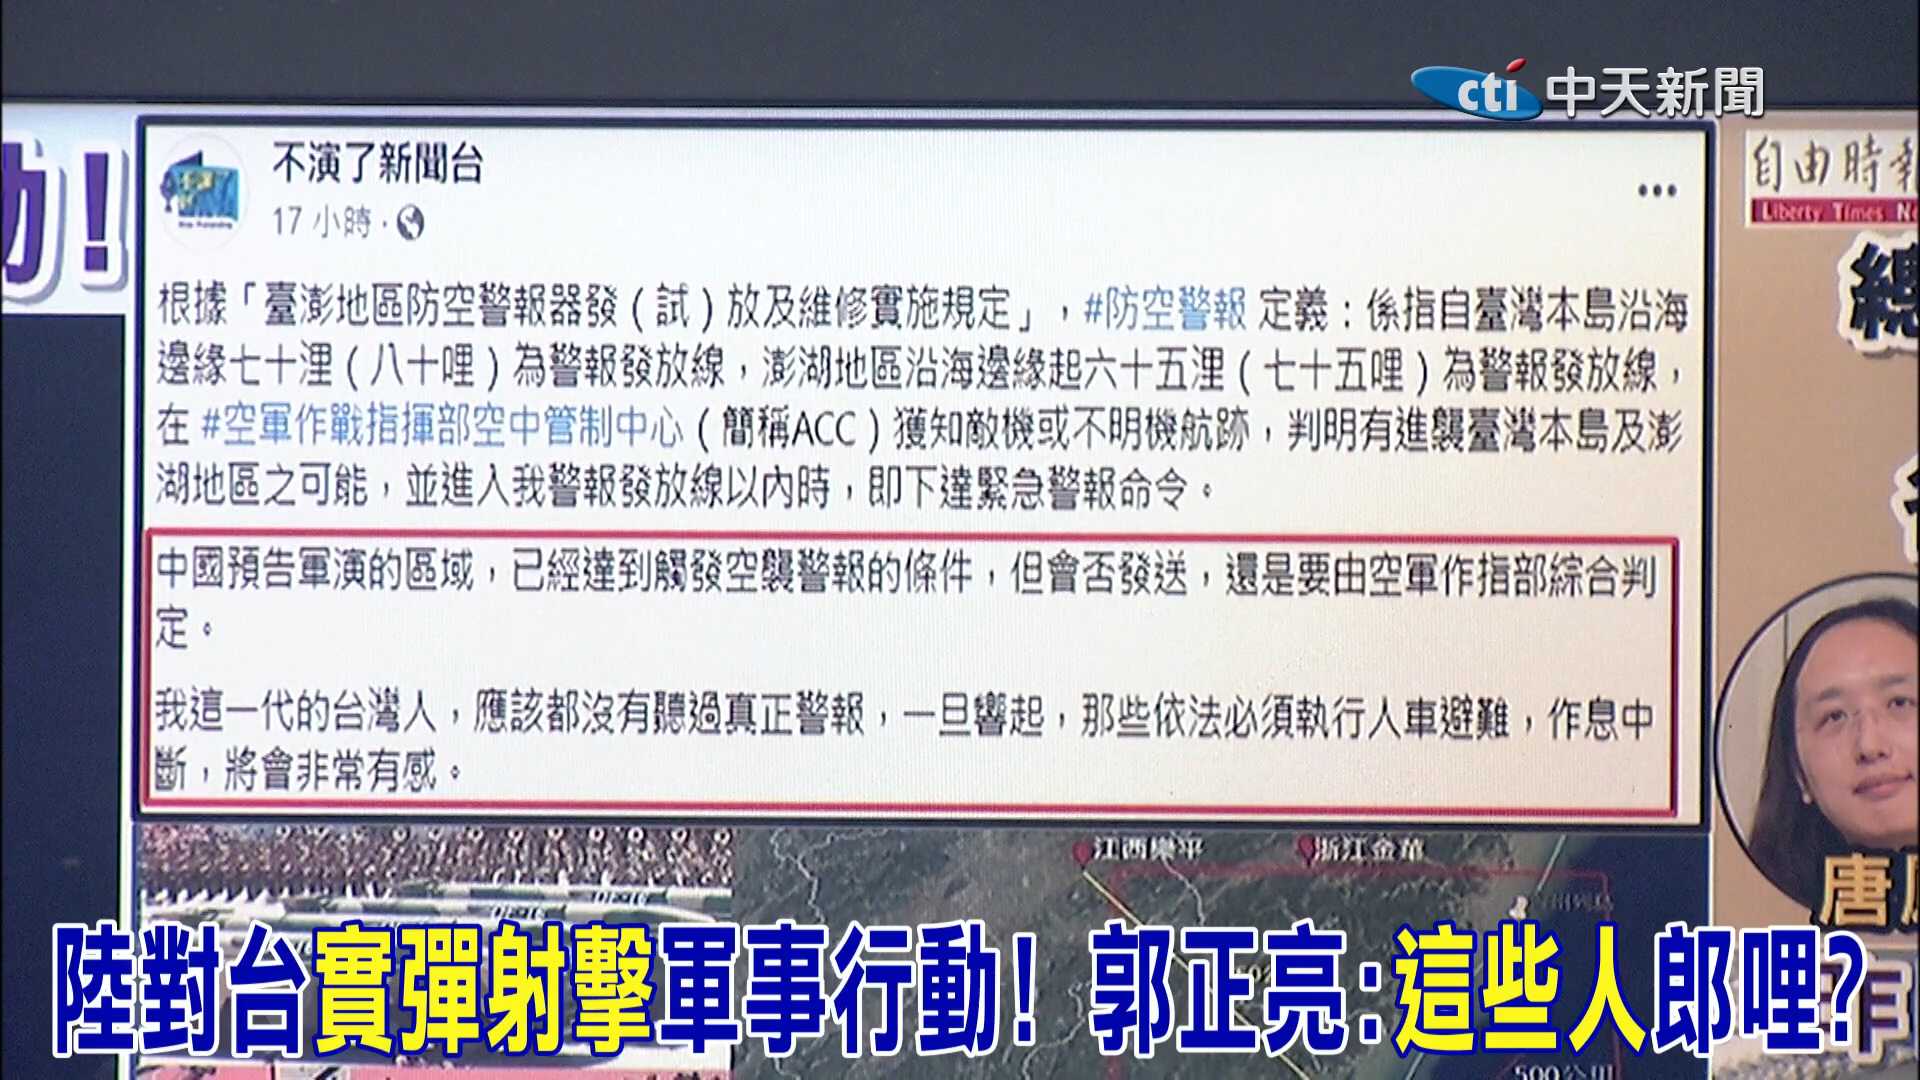 cti 中天新聞
動!
不演了新聞台
17 小時·
自由時報
Liberty Times
總
根據「臺澎地區防空警報器發(試)放及維修實施規定」,#防空警報 定義:係指自臺灣本島沿海
邊緣七十浬(八十哩)為警報發放線,澎湖地區沿海邊緣起六十五浬(七十五哩)為警報發放線,
在 #空軍作戰指揮部空中管制中心(簡稱ACC)獲知敵機或不明機航跡,判明有進襲臺灣本島及澎
湖地區之可能,並進入我警報發放線以內時,即下達緊急警報命令。
中國預告軍演的區域,已經達到觸發空襲警報的條件,但會否發送,還是要由空軍作指部綜合判
定。
我這一代的台灣人,應該都沒有聽過真正警報,一旦響起,那些依法必須執行人車避難,作息中
斷,將會非常有感。
江西樂平
浙江金華
唐
500公里
陸對台實彈射擊軍事行動! 郭正亮:這些人郎哩?